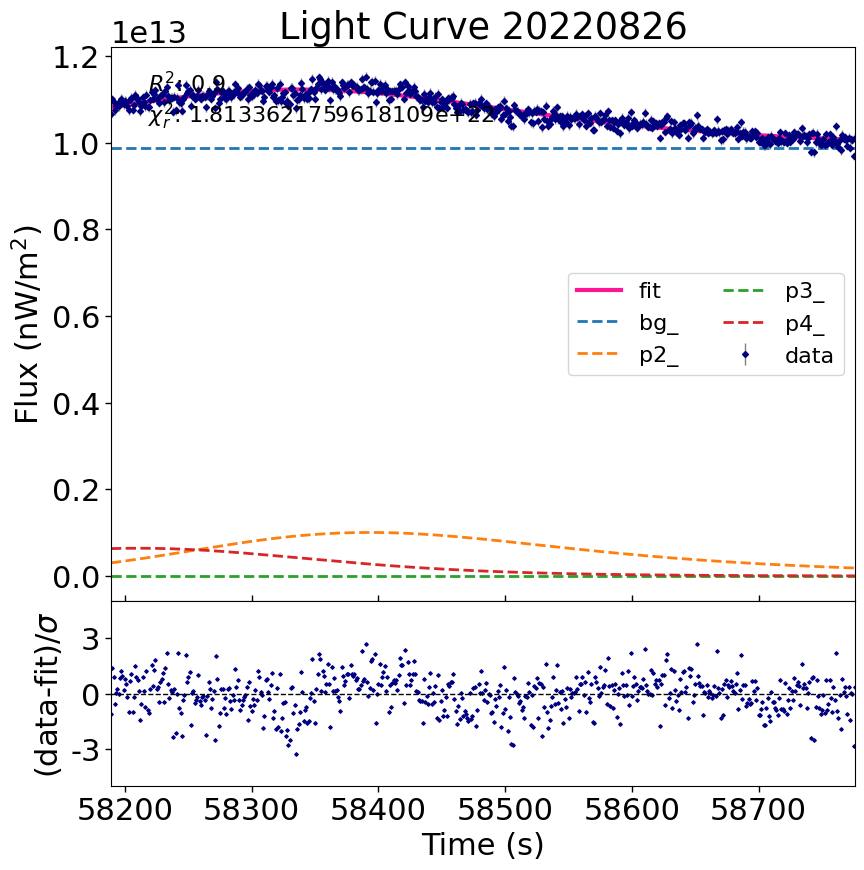 Light Curve 20220826
1e13
R²: 0.9
χ²ᵣ: 1.8133621759618109e+22
1.2
1.0
0.8
0.6
0.4
0.2
0.0
Flux (nW/m²)
fit
bg_
p2_
p3_
p4_
data
3
0
-3
(data-fit)/σ
58200 58300 58400 58500 58600 58700
Time (s)